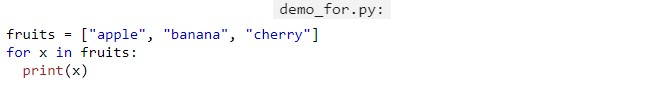 demo_for.py:
fruits = ["apple", "banana", "cherry"]
for x in fruits:
  print(x)